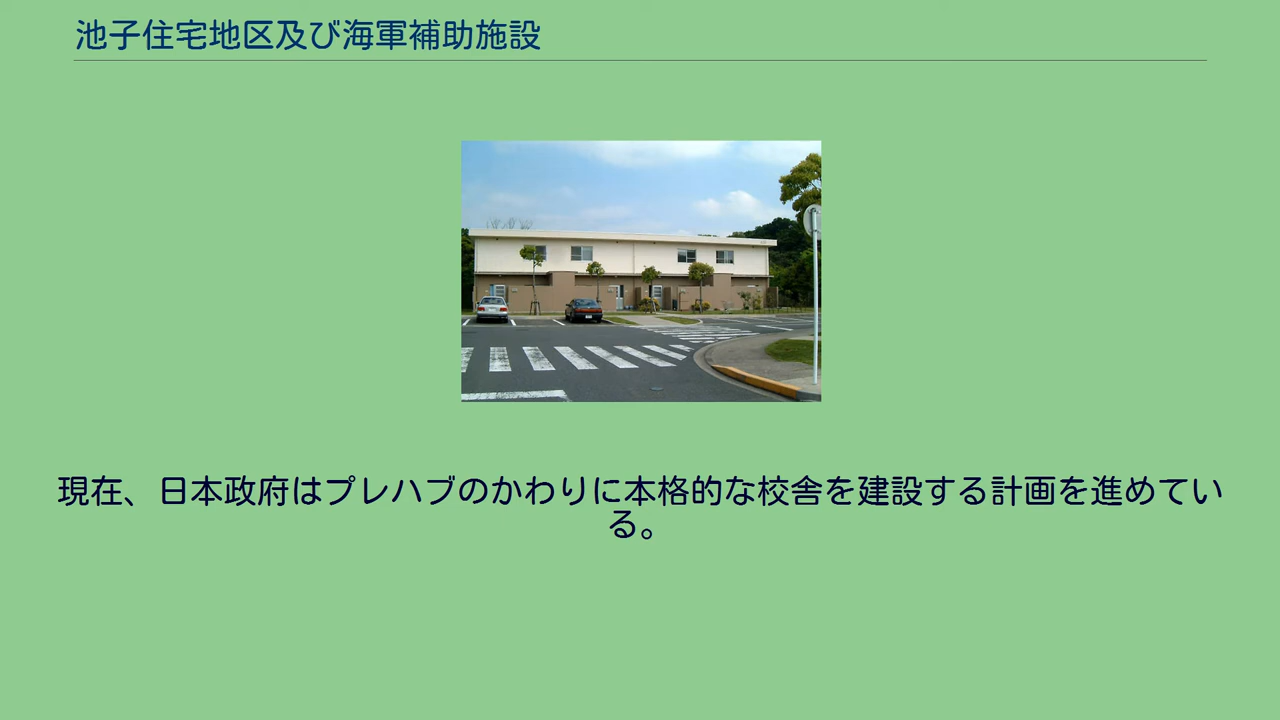 池子住宅地区及び海軍補助施設
現在、日本政府はプレハブのかわりに本格的な校舎を建設する計画を進めてい
る。